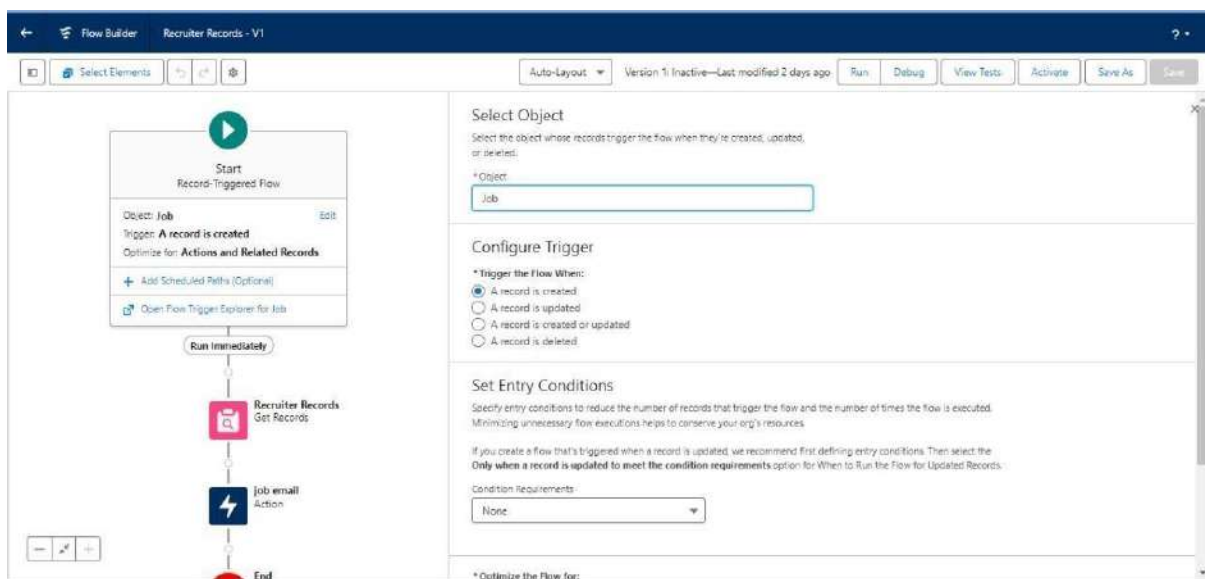 Flow Builder Recruiter Records - V1 ?
Select Elements Auto-Layout Version 1: Inactive—Last modified 2 days ago Run Debug View Tests Activate Save As Save
Start
Record-Triggered Flow
Object: Job Edit
Trigger: A record is created
Optimize for: Actions and Related Records
+ Add Scheduled Paths (Optional)
Open Flow Trigger Explorer for Job
Run Immediately
Recruiter Records
Get Records
job email
Action
End
Select Object
Select the object whose records trigger the flow when they're created, updated,
or deleted.
*Object
Job
Configure Trigger
*Trigger the Flow When:
A record is created
A record is updated
A record is created or updated
A record is deleted
Set Entry Conditions
Specify entry conditions to reduce the number of records that trigger the flow and the number of times the flow is executed.
Minimizing unnecessary flow executions helps to conserve your org's resources.
If you create a flow that's triggered when a record is updated, we recommend first defining entry conditions. Then select the
Only when a record is updated to meet the condition requirements option for When to Run the Flow for Updated Records.
Condition Requirements
None
*Optimize the Flow for: